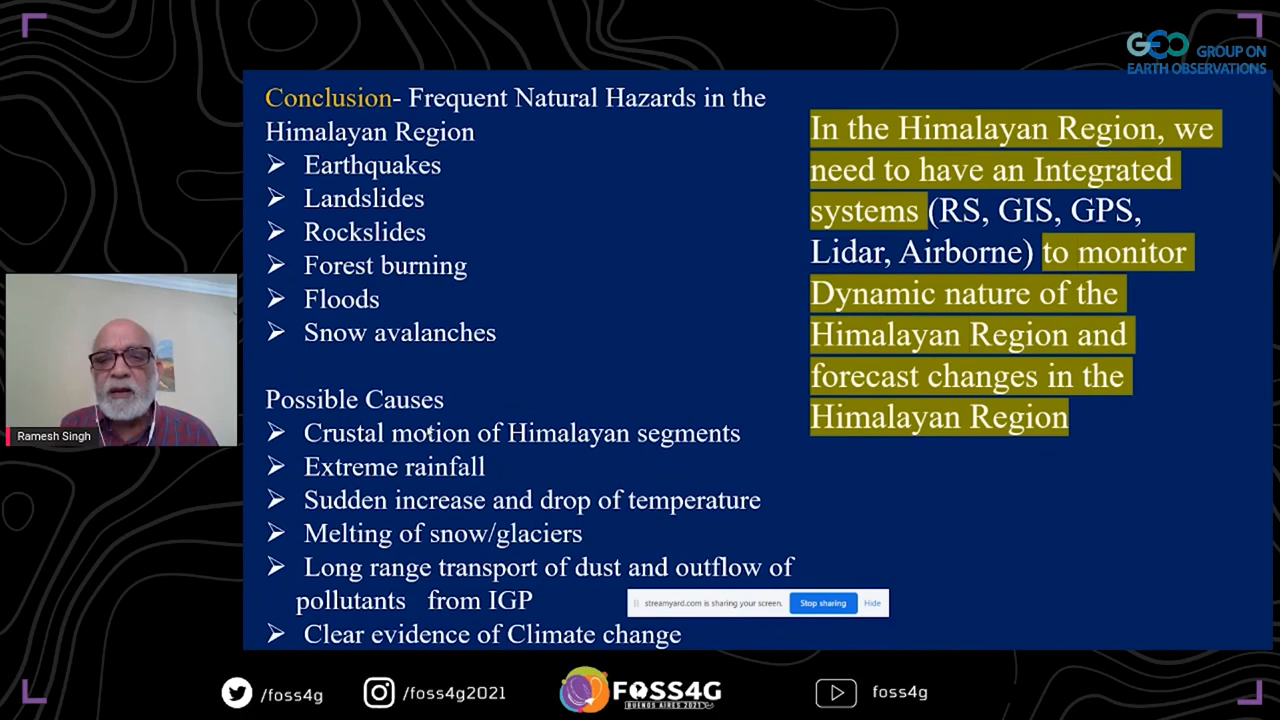 GEO GROUP ON
EARTH OBSERVATIONS
Conclusion- Frequent Natural Hazards in the
Himalayan Region
➢ Earthquakes
➢ Landslides
➢ Rockslides
➢ Forest burning
➢ Floods
➢ Snow avalanches
Possible Causes
➢ Crustal motion of Himalayan segments
➢ Extreme rainfall
➢ Sudden increase and drop of temperature
➢ Melting of snow/glaciers
➢ Long range transport of dust and outflow of
pollutants from IGP
➢ Clear evidence of Climate change
In the Himalayan Region, we
need to have an Integrated
systems (RS, GIS, GPS,
Lidar, Airborne) to monitor
Dynamic nature of the
Himalayan Region and
forecast changes in the
Himalayan Region
Ramesh Singh
streamyard.com is sharing your screen. Stop sharing Hide
/foss4g
/foss4g2021
FOSS4G
BUENOS AIRES 2021
foss4g